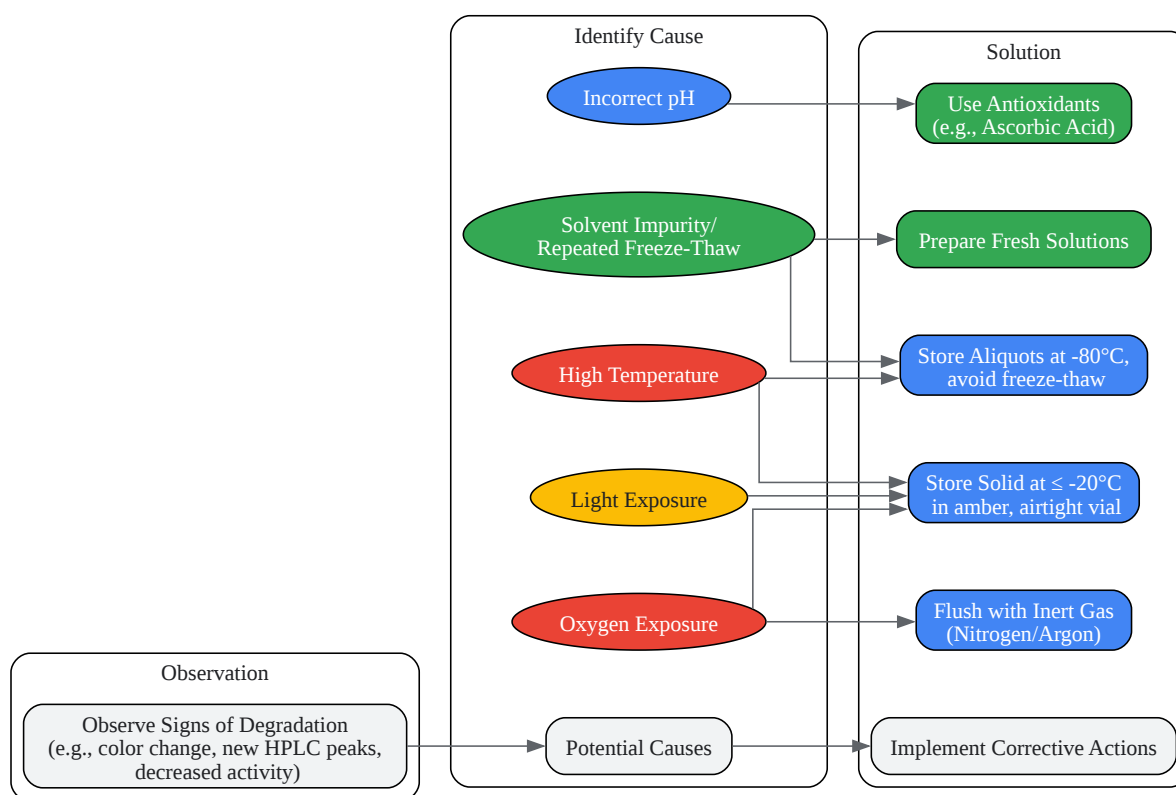 Identify Cause
Solution
Incorrect pH
Use Antioxidants
(e.g., Ascorbic Acid)
Solvent Impurity/
Repeated Freeze-Thaw
Prepare Fresh Solutions
High Temperature
Store Aliquots at -80°C,
avoid freeze-thaw
Light Exposure
Store Solid at ≤ -20°C
in amber, airtight vial
Oxygen Exposure
Flush with Inert Gas
(Nitrogen/Argon)
Observation
Observe Signs of Degradation
(e.g., color change, new HPLC peaks,
decreased activity)
Potential Causes
Implement Corrective Actions